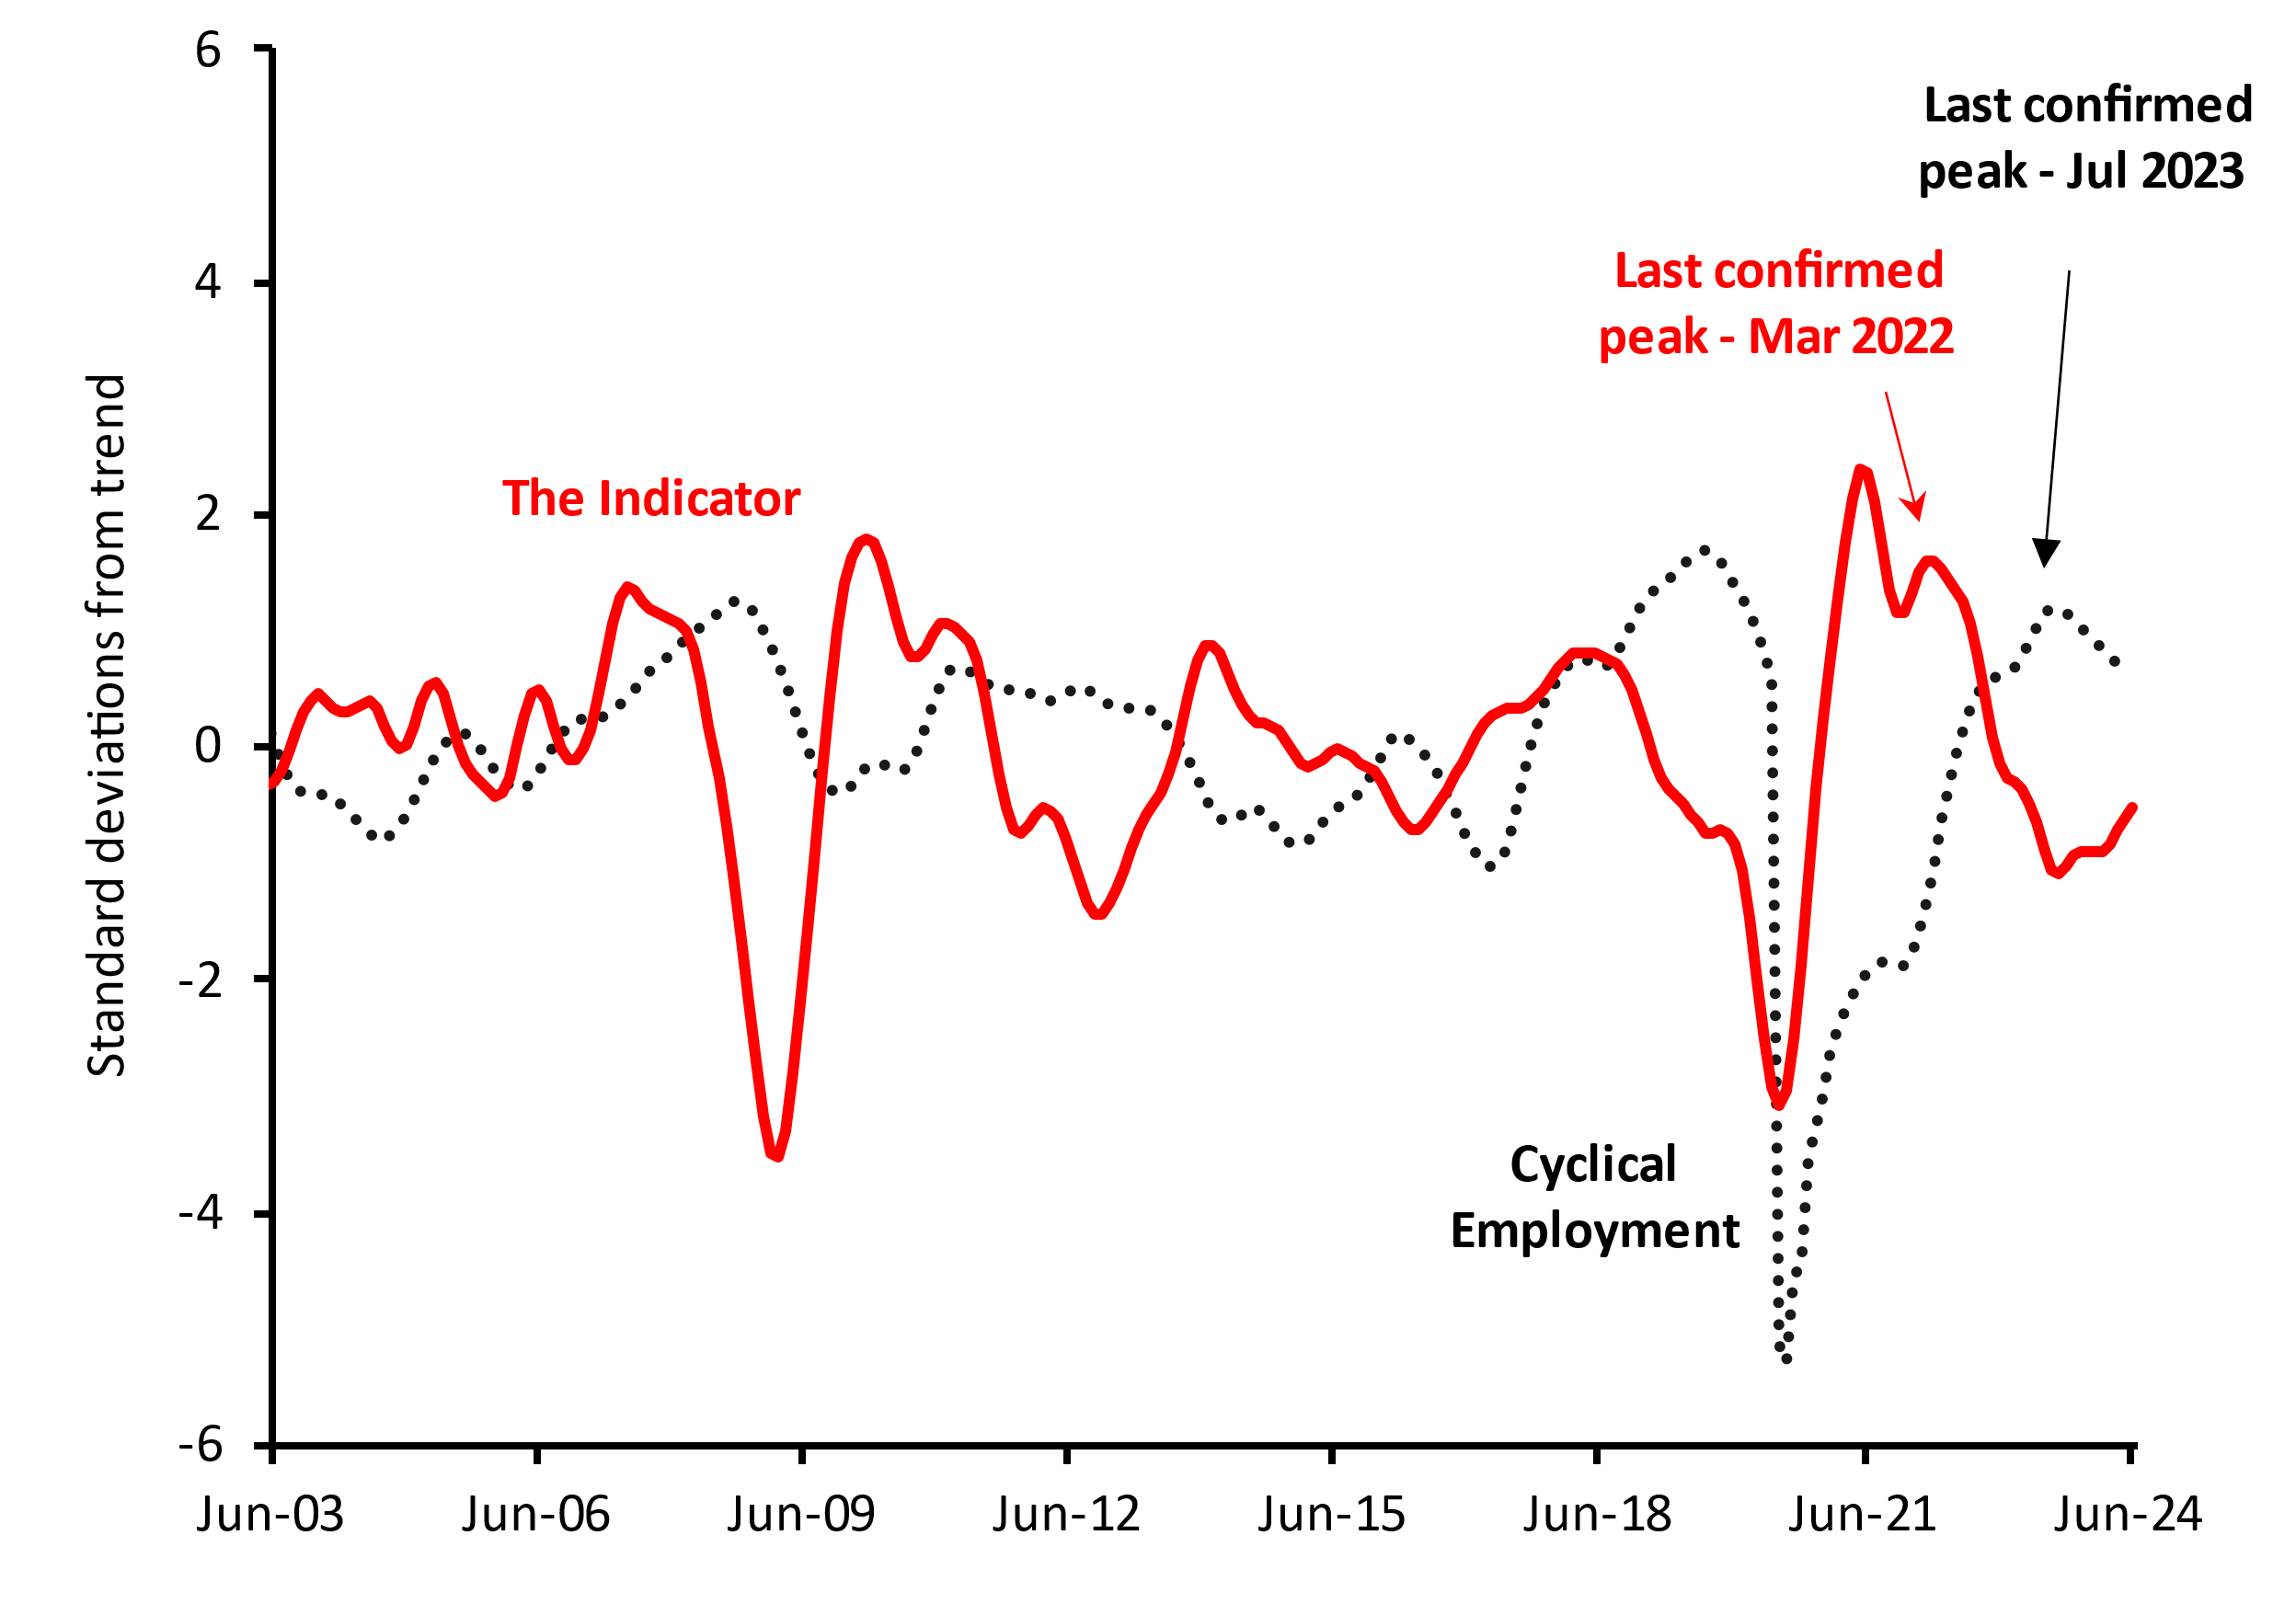 6
Last confirmed
peak - Jul 2023
4
Last confirmed
peak - Mar 2022
2
The Indicator
Standard deviations from trend
0
-2
Cyclical
Employment
-4
-6
Jun-03 Jun-06 Jun-09 Jun-12 Jun-15 Jun-18 Jun-21 Jun-24